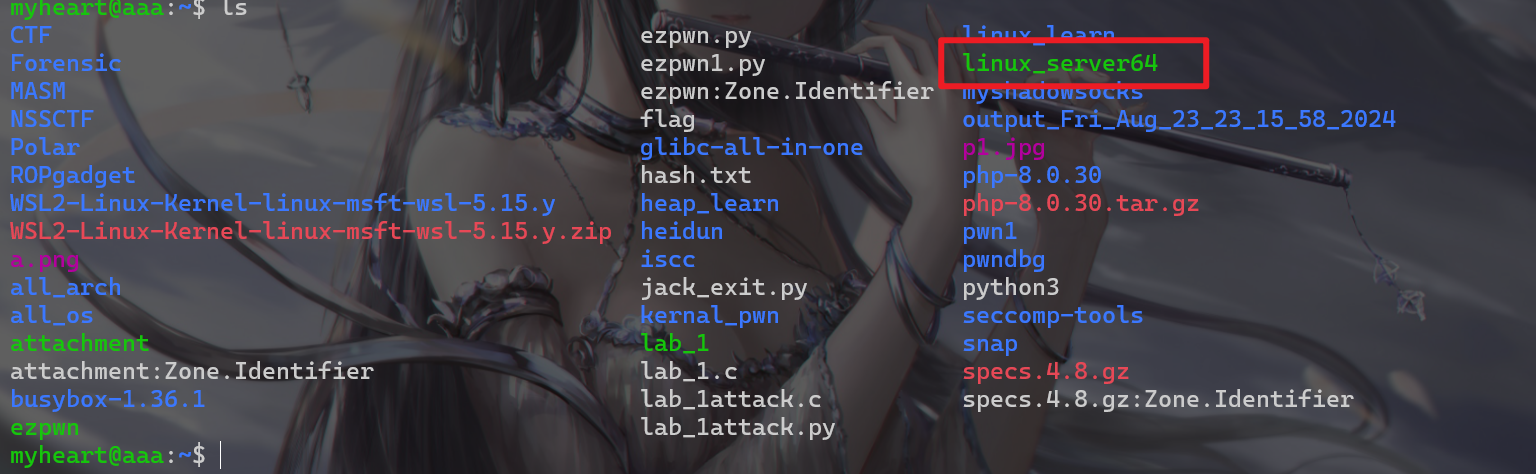 myheart@aaa:~$ ls
CTF ezpwn.py linux_learn
Forensic ezpwn1.py linux_server64
MASM ezpwn:Zone.Identifier myshadowsocks
NSSCTF flag output_Fri_Aug_23_23_15_58_2024
Polar glibc-all-in-one p1.jpg
ROPgadget hash.txt php-8.0.30
WSL2-Linux-Kernel-linux-msft-wsl-5.15.y heap_learn php-8.0.30.tar.gz
WSL2-Linux-Kernel-linux-msft-wsl-5.15.y.zip heidun pwn1
a.png iscc pwndbg
all_arch jack_exit.py python3
all_os kernal_pwn seccomp-tools
attachment lab_1 snap
attachment:Zone.Identifier lab_1.c specs.4.8.gz
busybox-1.36.1 lab_1attack.c specs.4.8.gz:Zone.Identifier
ezpwn lab_1attack.py
myheart@aaa:~$